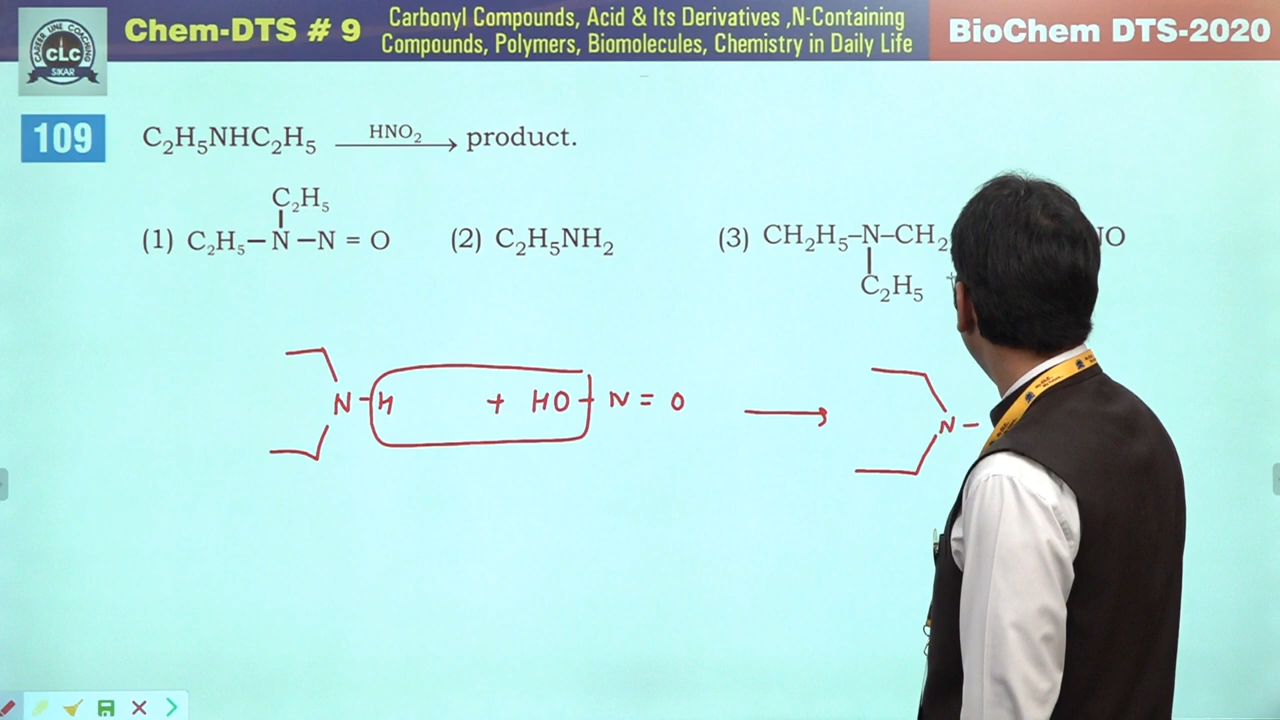 Chem-DTS # 9
Carbonyl Compounds, Acid & Its Derivatives ,N-Containing
Compounds, Polymers, Biomolecules, Chemistry in Daily Life
BioChem DTS-2020
CAREER LINE COACHING
CLC
SIKAR
109
C₂H₅NHC₂H₅ HNO₂ → product.
C₂H₅
(1) C₂H₅–N–N = O
(2) C₂H₅NH₂
(3) CH₂H₅–N–CH₂
C₂H₅
N–H + HO–N = O → N–